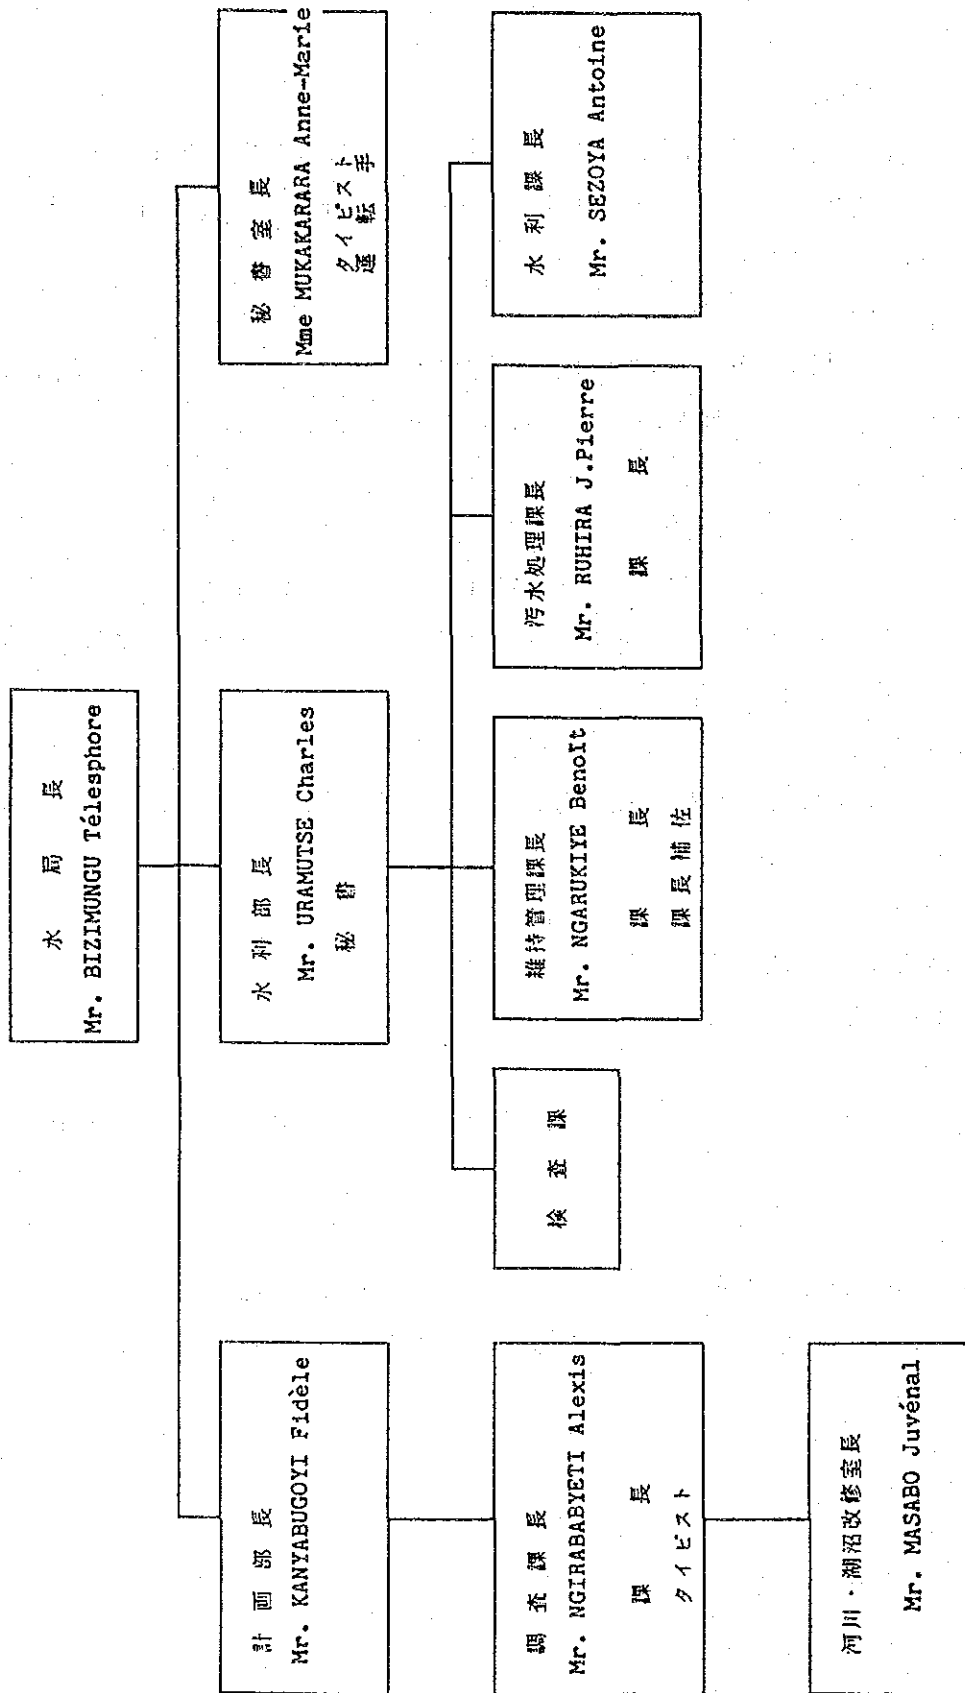 水局長
Mr. BIZIMUNGU Télesphore
計画部長
Mr. KANYABUGOYI Fidèle
水利部長
Mr. URAMUTSE Charles
秘書
秘書室長
Mme MUKAKARARA Anne-Marie
タイピスト
運転手
調査課長
Mr. NGIRABABYETI Alexis
課長
タイピスト
検査課
維持管理課長
Mr. NGARUKIYE Benoît
課長
課長補佐
汚水処理課長
Mr. RUHIRA J.Pierre
課長
水利課長
Mr. SEZOYA Antoine
河川・湖沼改修室長
Mr. MASABO Juvénal